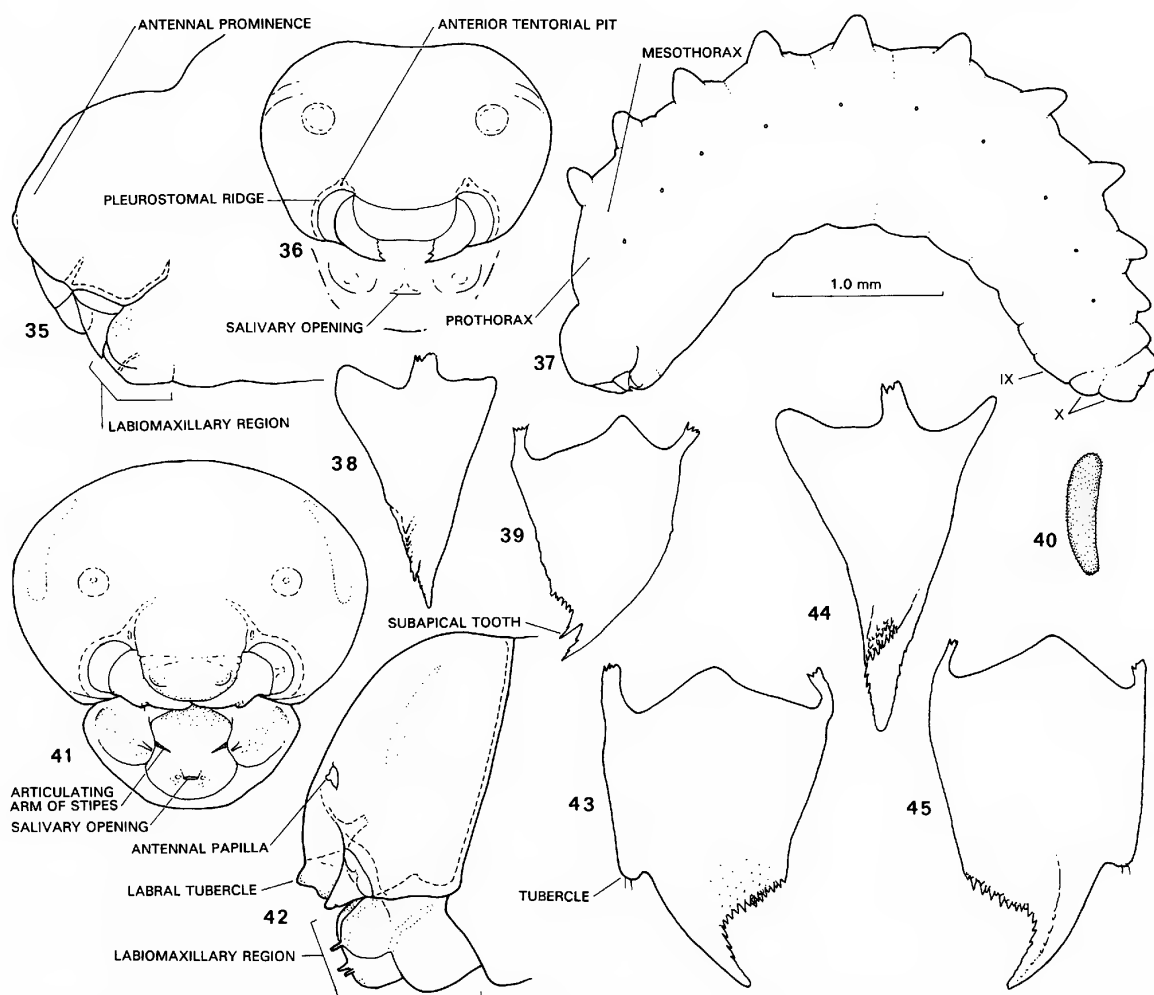 ANTENNAL PROMINENCE
ANTERIOR TENTORIAL PIT
MESOTHORAX
PLEUROSTOMAL RIDGE
36
1.0 mm
SALIVARY OPENING
PROTHORAX
35
37
IX
X
LABIOMAXILLARY REGION
38
39
40
44
SUBAPICAL TOOTH
41
ARTICULATING
ARM OF STIPES
SALIVARY OPENING
43
45
ANTENNAL PAPILLA
LABRAL TUBERCLE
TUBERCLE
42
LABIOMAXILLARY REGION